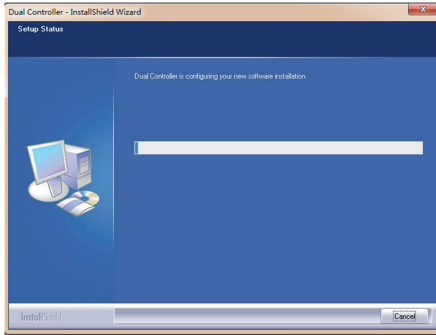 Dual Controller - InstallShield Wizard
Setup Status
Dual Controller is configuring your new software installation.
InstallShield
Cancel